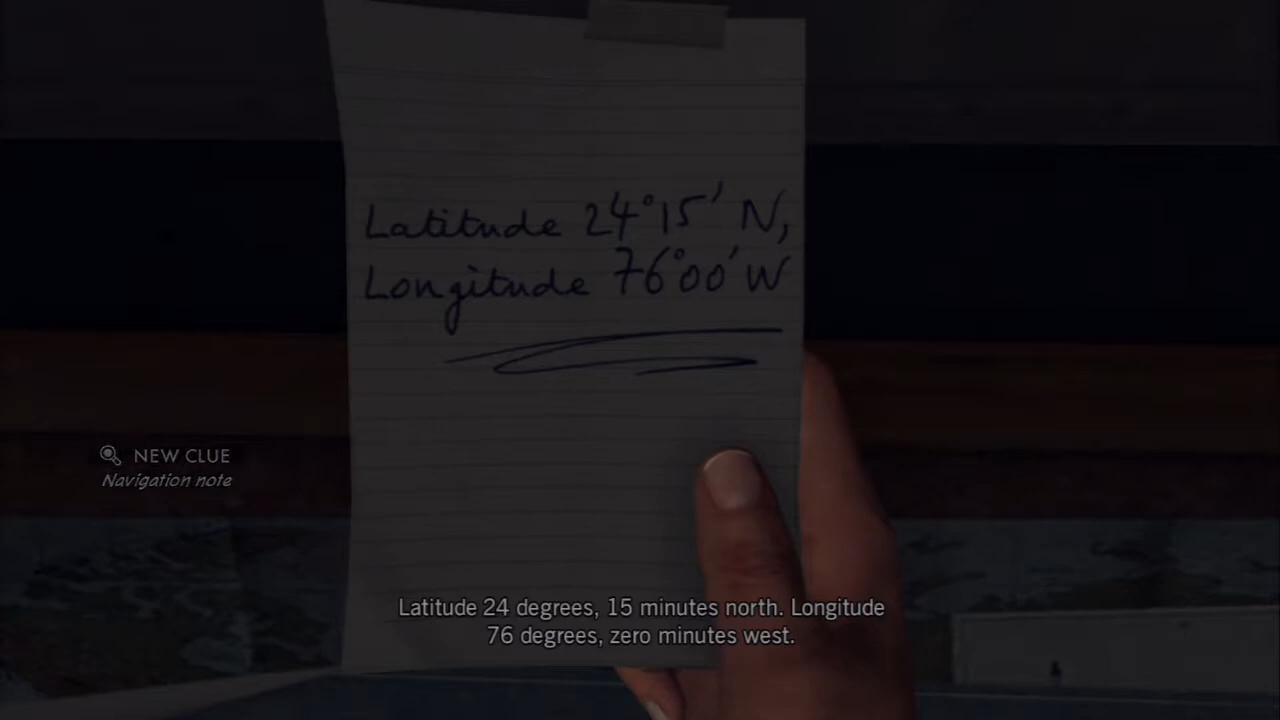 Latitude 24°15' N,
Longitude 76°00' W
NEW CLUE
Navigation note
Latitude 24 degrees, 15 minutes north. Longitude
76 degrees, zero minutes west.